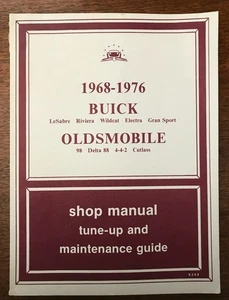 1968-1976
BUICK
LeSabre Riviera Wildcat Electra Gran Sport
OLDSMOBILE
98 Delta 88 4-4-2 Cutlass
shop manual
tune-up and
maintenance guide